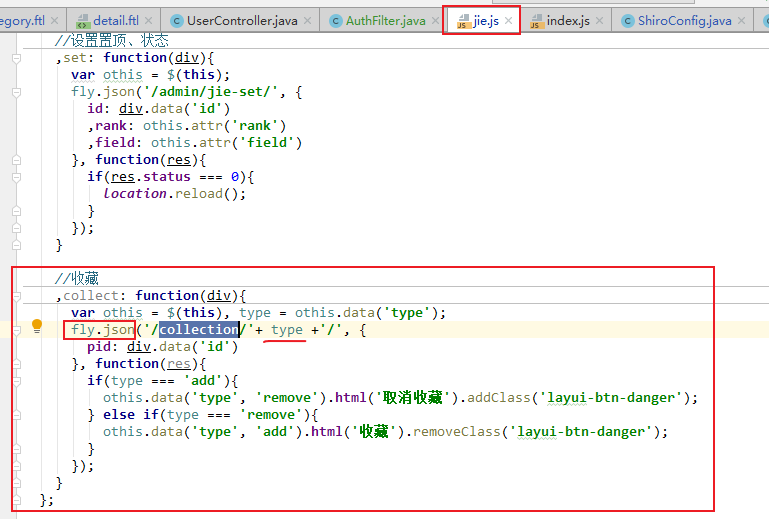 egory.ftl detail.ftl UserController.java AuthFilter.java jie.js index.js ShiroConfig.java
//设置置顶、状态
,set: function(div){
var othis = $(this);
fly.json('/admin/jie-set/', {
id: div.data('id')
,rank: othis.attr('rank')
,field: othis.attr('field')
}, function(res){
if(res.status === 0){
location.reload();
}
});
}
//收藏
,collect: function(div){
var othis = $(this), type = othis.data('type');
fly.json('/collection/'+ type +'/', {
pid: div.data('id')
}, function(res){
if(type === 'add'){
othis.data('type', 'remove').html('取消收藏').addClass('layui-btn-danger');
} else if(type === 'remove'){
othis.data('type', 'add').html('收藏').removeClass('layui-btn-danger');
}
});
}
};